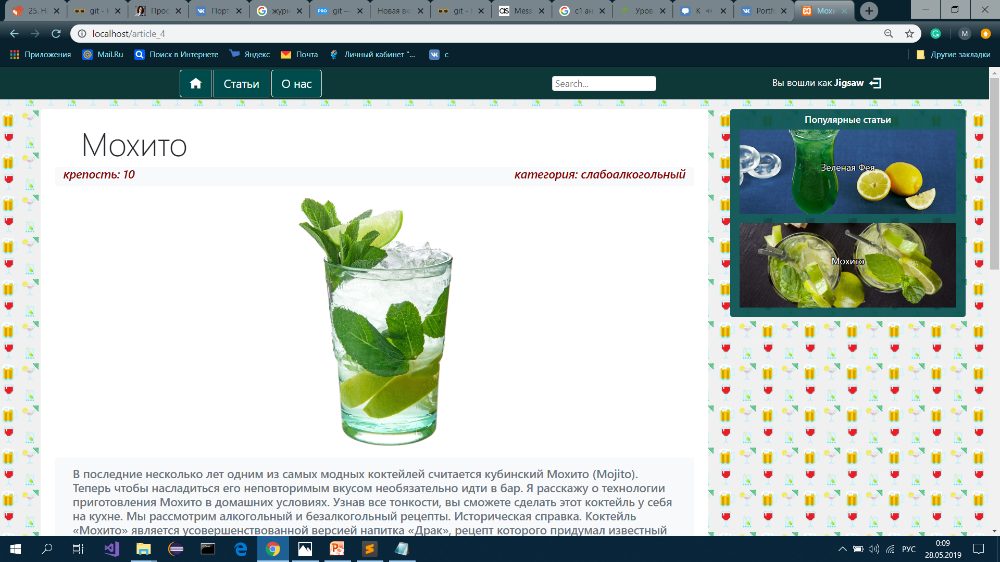 25. На
git - К
Прос
Порт
журн
git —
Новая вкл
git - К
Mess
с1 ан
Уров
К
Portfo
Мохи
localhost/article_4
М
Приложения
Mail.Ru
Поиск в Интернете
Яндекс
Почта
Личный кабинет "...
с
Другие закладки
Статьи
О нас
Search...
Вы вошли как Jigsaw
Мохито
крепость: 10
категория: слабоалкогольный
Популярные статьи
Зеленая Фея
Мохито
В последние несколько лет одним из самых модных коктейлей считается кубинский Мохито (Mojito).
Теперь чтобы насладиться его неповторимым вкусом необязательно идти в бар. Я расскажу о технологии
приготовления Мохито в домашних условиях. Узнав все тонкости, вы сможете сделать этот коктейль у себя
на кухне. Мы рассмотрим алкогольный и безалкогольный рецепты. Историческая справка. Коктейль
«Мохито» является усовершенствованной версией напитка «Драк», рецепт которого придумал известный
РУС
0:09
28.05.2019